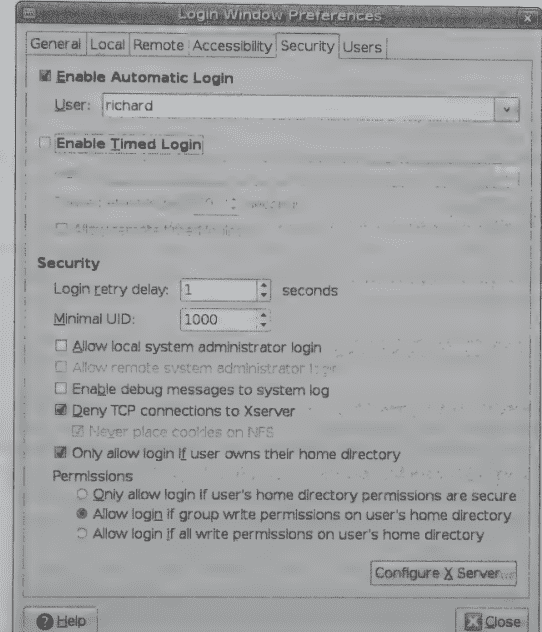 Login Window Preferences
General Local Remote Accessibility Security Users
Enable Automatic Login
User: richard
Enable Timed Login
Security
Login retry delay: 1 seconds
Minimal UID: 1000
Allow local system administrator login
Allow remote system administrator
Enable debug messages to system log
Deny TCP connections to Xserver
Never place cookies on NFS
Only allow login if user owns their home directory
Permissions
Only allow login if user's home directory permissions are secure
Allow login if group write permissions on user's home directory
Allow login if all write permissions on user's home directory
Configure X Server
Help Close